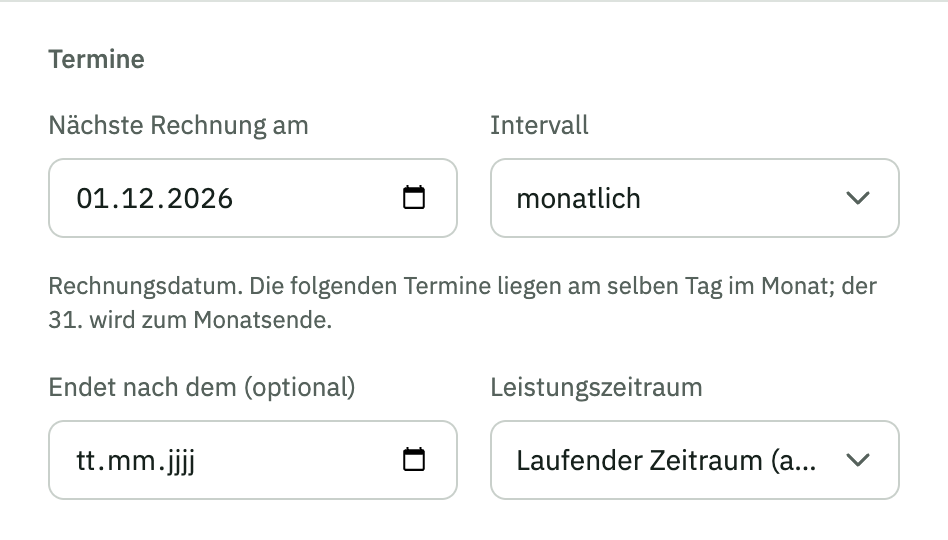 Termine
Nächste Rechnung am
Intervall
01.12.2026
monatlich
Rechnungsdatum. Die folgenden Termine liegen am selben Tag im Monat; der
31. wird zum Monatsende.
Endet nach dem (optional)
Leistungszeitraum
tt.mm.jjjj
Laufender Zeitraum (a...